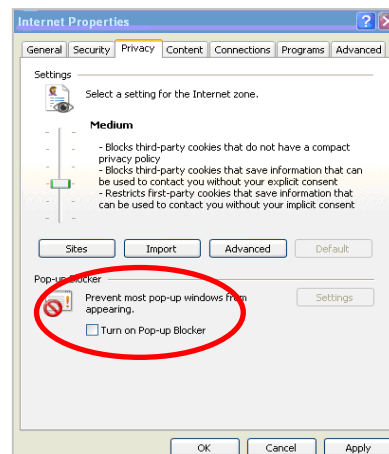 Internet Properties
General Security Privacy Content Connections Programs Advanced
Settings
Select a setting for the Internet zone.
Medium
- Blocks third-party cookies that do not have a compact
privacy policy
- Blocks third-party cookies that save information that can
be used to contact you without your explicit consent
- Restricts first-party cookies that save information that
can be used to contact you without your implicit consent
Sites Import Advanced Default
Pop-up Blocker
Prevent most pop-up windows from
appearing.
Settings
Turn on Pop-up Blocker
OK Cancel Apply